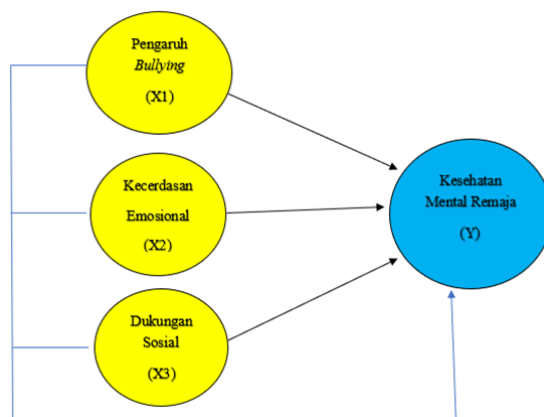 Pengaruh
Bullying
(X1)
Kecerdasan
Emosional
(X2)
Dukungan
Sosial
(X3)
Kesehatan
Mental Remaja
(Y)